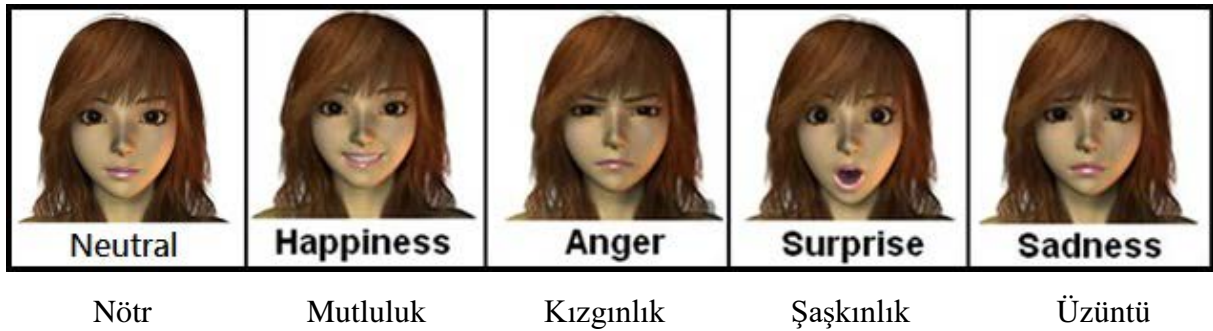 Neutral Happiness Anger Surprise Sadness
Nötr Mutluluk Kızgınlık Şaşkınlık Üzüntü